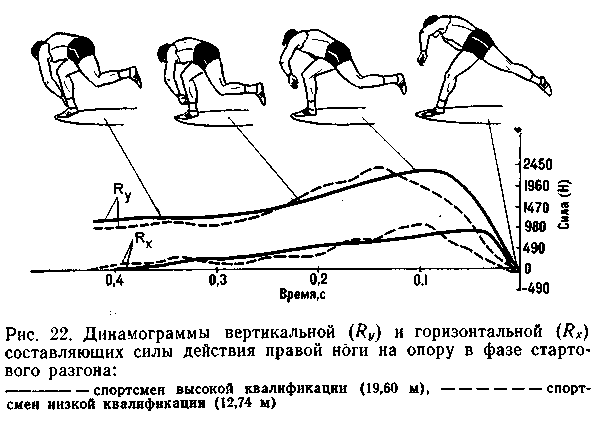 2450
1960
1470
980
490
0
-490
Сила (Н)
Ry
Rx
0,4
0,3
0,2
0.1
Время,с
Рис. 22. Динамограммы вертикальной (Ry) и горизонтальной (Rx)
составляющих силы действия правой ноги на опору в фазе старто-
вого разгона:
———— спортсмен высокой квалификации (19,60 м), — — — — — — спорт-
смен низкой квалификации (12,74 м)